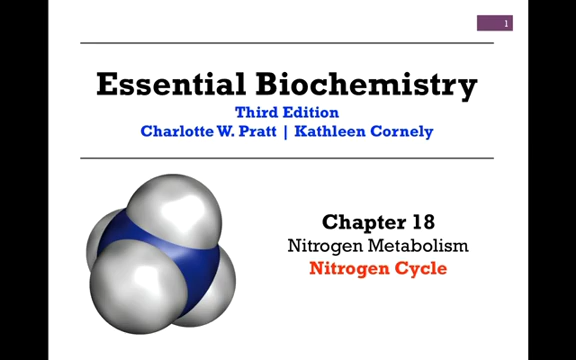 1
Essential Biochemistry
Third Edition
Charlotte W. Pratt | Kathleen Cornely
Chapter 18
Nitrogen Metabolism
Nitrogen Cycle